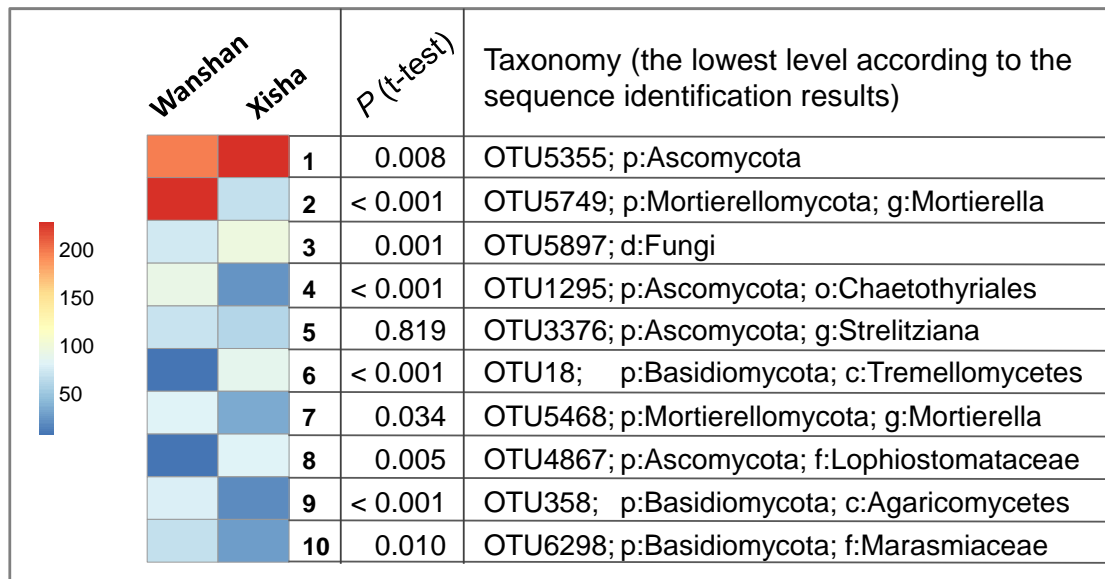 Wanshan Xisha P (t-test) Taxonomy (the lowest level according to the
sequence identification results)
1 0.008 OTU5355; p:Ascomycota
2 < 0.001 OTU5749; p:Mortierellomycota; g:Mortierella
3 0.001 OTU5897; d:Fungi
4 < 0.001 OTU1295; p:Ascomycota; o:Chaetothyriales
5 0.819 OTU3376; p:Ascomycota; g:Strelitziana
6 < 0.001 OTU18; p:Basidiomycota; c:Tremellomycetes
7 0.034 OTU5468; p:Mortierellomycota; g:Mortierella
8 0.005 OTU4867; p:Ascomycota; f:Lophiostomataceae
9 < 0.001 OTU358; p:Basidiomycota; c:Agaricomycetes
10 0.010 OTU6298; p:Basidiomycota; f:Marasmiaceae
200
150
100
50